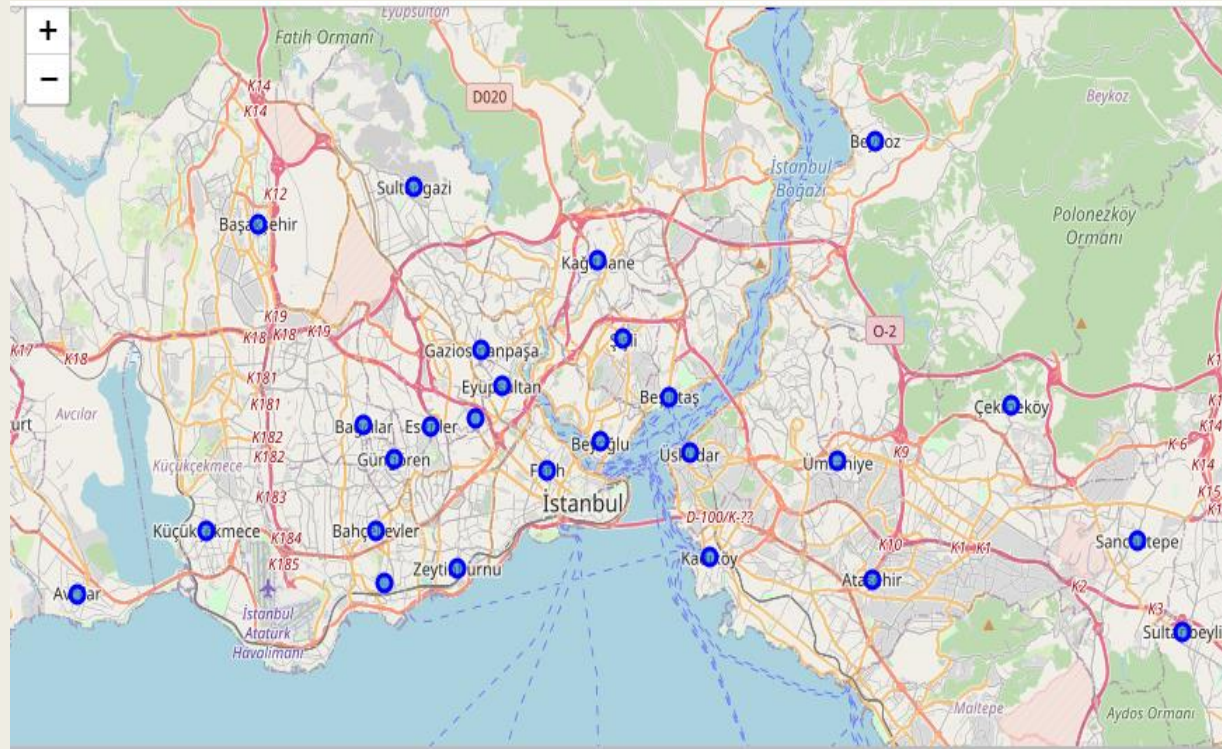 +
−
Eyüpsultan
Fatih Ormanı
K14
K14
D020
Beykoz
Beykoz
İstanbul
Boğazı
K12
Sultangazi
Başakşehir
Polonezköy
Ormanı
Kağıthane
K19
K18
K18
K19
K17
K18
O-2
Şişli
Gaziosmanpaşa
Eyüpsultan
K181
K181
Avcılar
Beşiktaş
Çekmeköy
urt
Bağcılar
Esenler
K182
K182
Güngören
Beyoğlu
Üsküdar
Ümraniye
K9
K6
K14
K14
Küçükçekmece
Fatih
K183
K15
İstanbul
D-100/K-??
Küçükçekmece
K184
Bahçelievler
K10
K1
K1
Sancaktepe
K185
Zeytinburnu
Kadıköy
Ataşehir
K2
Avcılar
K3
İstanbul
Atatürk
Havalimanı
Sultanbeyli
Maltepe
Aydos Ormanı